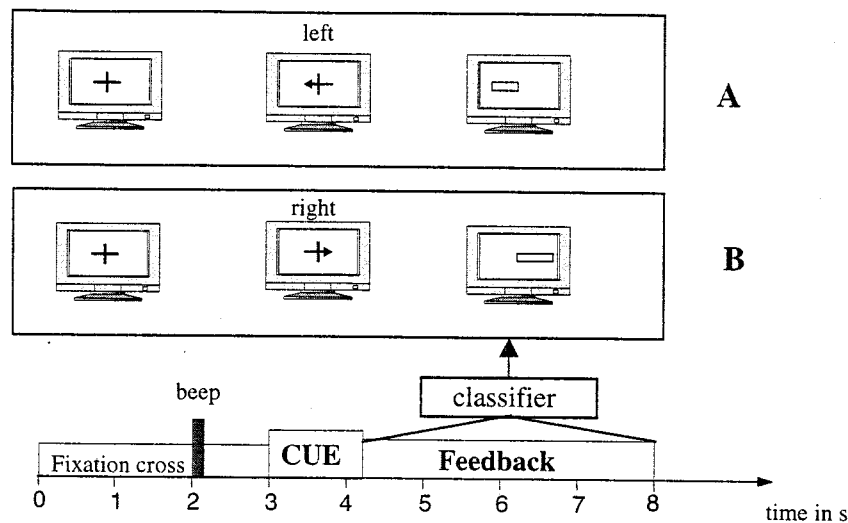 left
A
right
B
classifier
beep
Fixation cross
CUE
Feedback
0 1 2 3 4 5 6 7 8
time in s